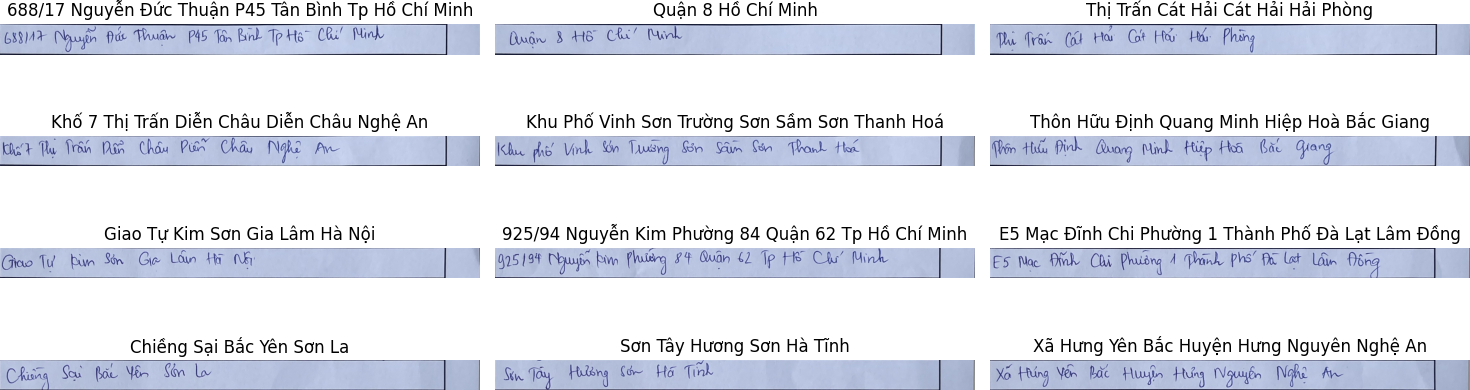 688/17 Nguyễn Đức Thuận P45 Tân Bình Tp Hồ Chí Minh
688/17 Nguyễn Đức Thuận P45 Tân Bình Tp Hồ Chí Minh
Quận 8 Hồ Chí Minh
Quận 8 Hồ Chí Minh
Thị Trấn Cát Hải Cát Hải Hải Phòng
Thị Trấn Cát Hải Cát Hải Hải Phòng
Khố 7 Thị Trấn Diễn Châu Diễn Châu Nghệ An
Khố 7 Thị Trấn Diễn Châu Diễn Châu Nghệ An
Khu Phố Vinh Sơn Trường Sơn Sầm Sơn Thanh Hoá
Khu phố Vinh Sơn Trường Sơn Sầm Sơn Thanh Hoá
Thôn Hữu Định Quang Minh Hiệp Hoà Bắc Giang
Thôn Hữu Định Quang Minh Hiệp Hoà Bắc Giang
Giao Tự Kim Sơn Gia Lâm Hà Nội
Giao Tự Kim Sơn Gia Lâm Hà Nội
925/94 Nguyễn Kim Phường 84 Quận 62 Tp Hồ Chí Minh
925/94 Nguyễn Kim Phường 84 Quận 62 Tp Hồ Chí Minh
E5 Mạc Đĩnh Chi Phường 1 Thành Phố Đà Lạt Lâm Đồng
E5 Mạc Đĩnh Chi Phường 1 Thành phố Đà Lạt Lâm Đồng
Chiềng Sại Bắc Yên Sơn La
Chiềng Sại Bắc Yên Sơn La
Sơn Tây Hương Sơn Hà Tĩnh
Sơn Tây Hương Sơn Hà Tĩnh
Xã Hưng Yên Bắc Huyện Hưng Nguyên Nghệ An
Xã Hưng Yên Bắc Huyện Hưng Nguyên Nghệ An